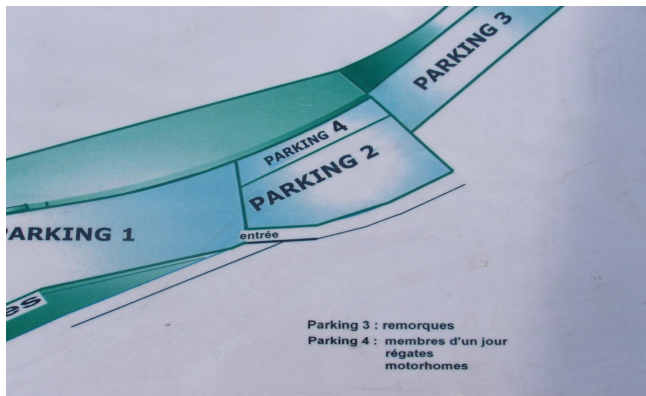 PARKING 3
PARKING 4
PARKING 2
PARKING 1
entrée
es
Parking 3 : remorques
Parking 4 : membres d'un jour
régates
motorhomes